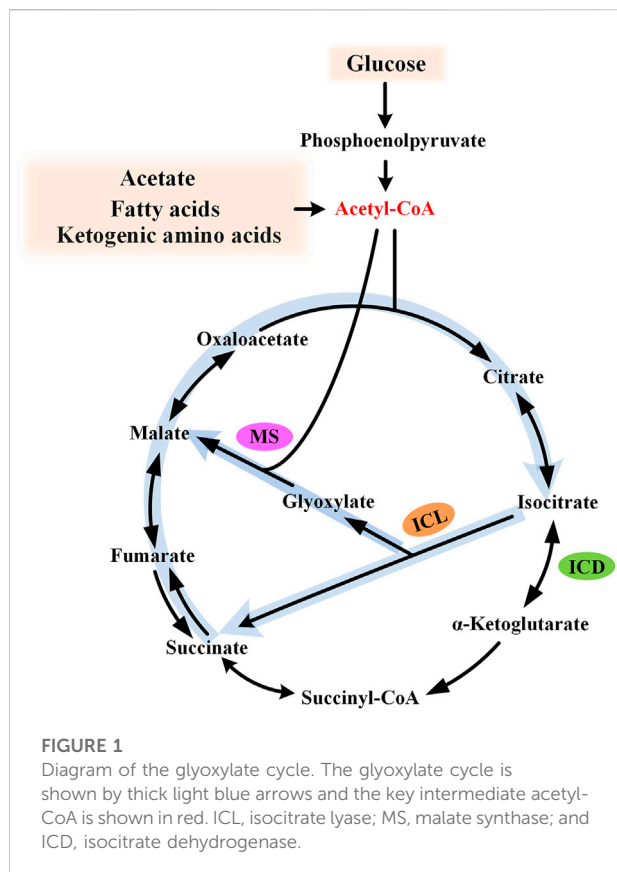 Glucose
Phosphoenolpyruvate
Acetate
Fatty acids
Ketogenic amino acids
Acetyl-CoA
Oxaloacetate
Citrate
Malate
MS
Glyoxylate
ICL
Isocitrate
Fumarate
ICD
α-Ketoglutarate
Succinate
Succinyl-CoA
FIGURE 1
Diagram of the glyoxylate cycle. The glyoxylate cycle is
shown by thick light blue arrows and the key intermediate acetyl-
CoA is shown in red. ICL, isocitrate lyase; MS, malate synthase; and
ICD, isocitrate dehydrogenase.